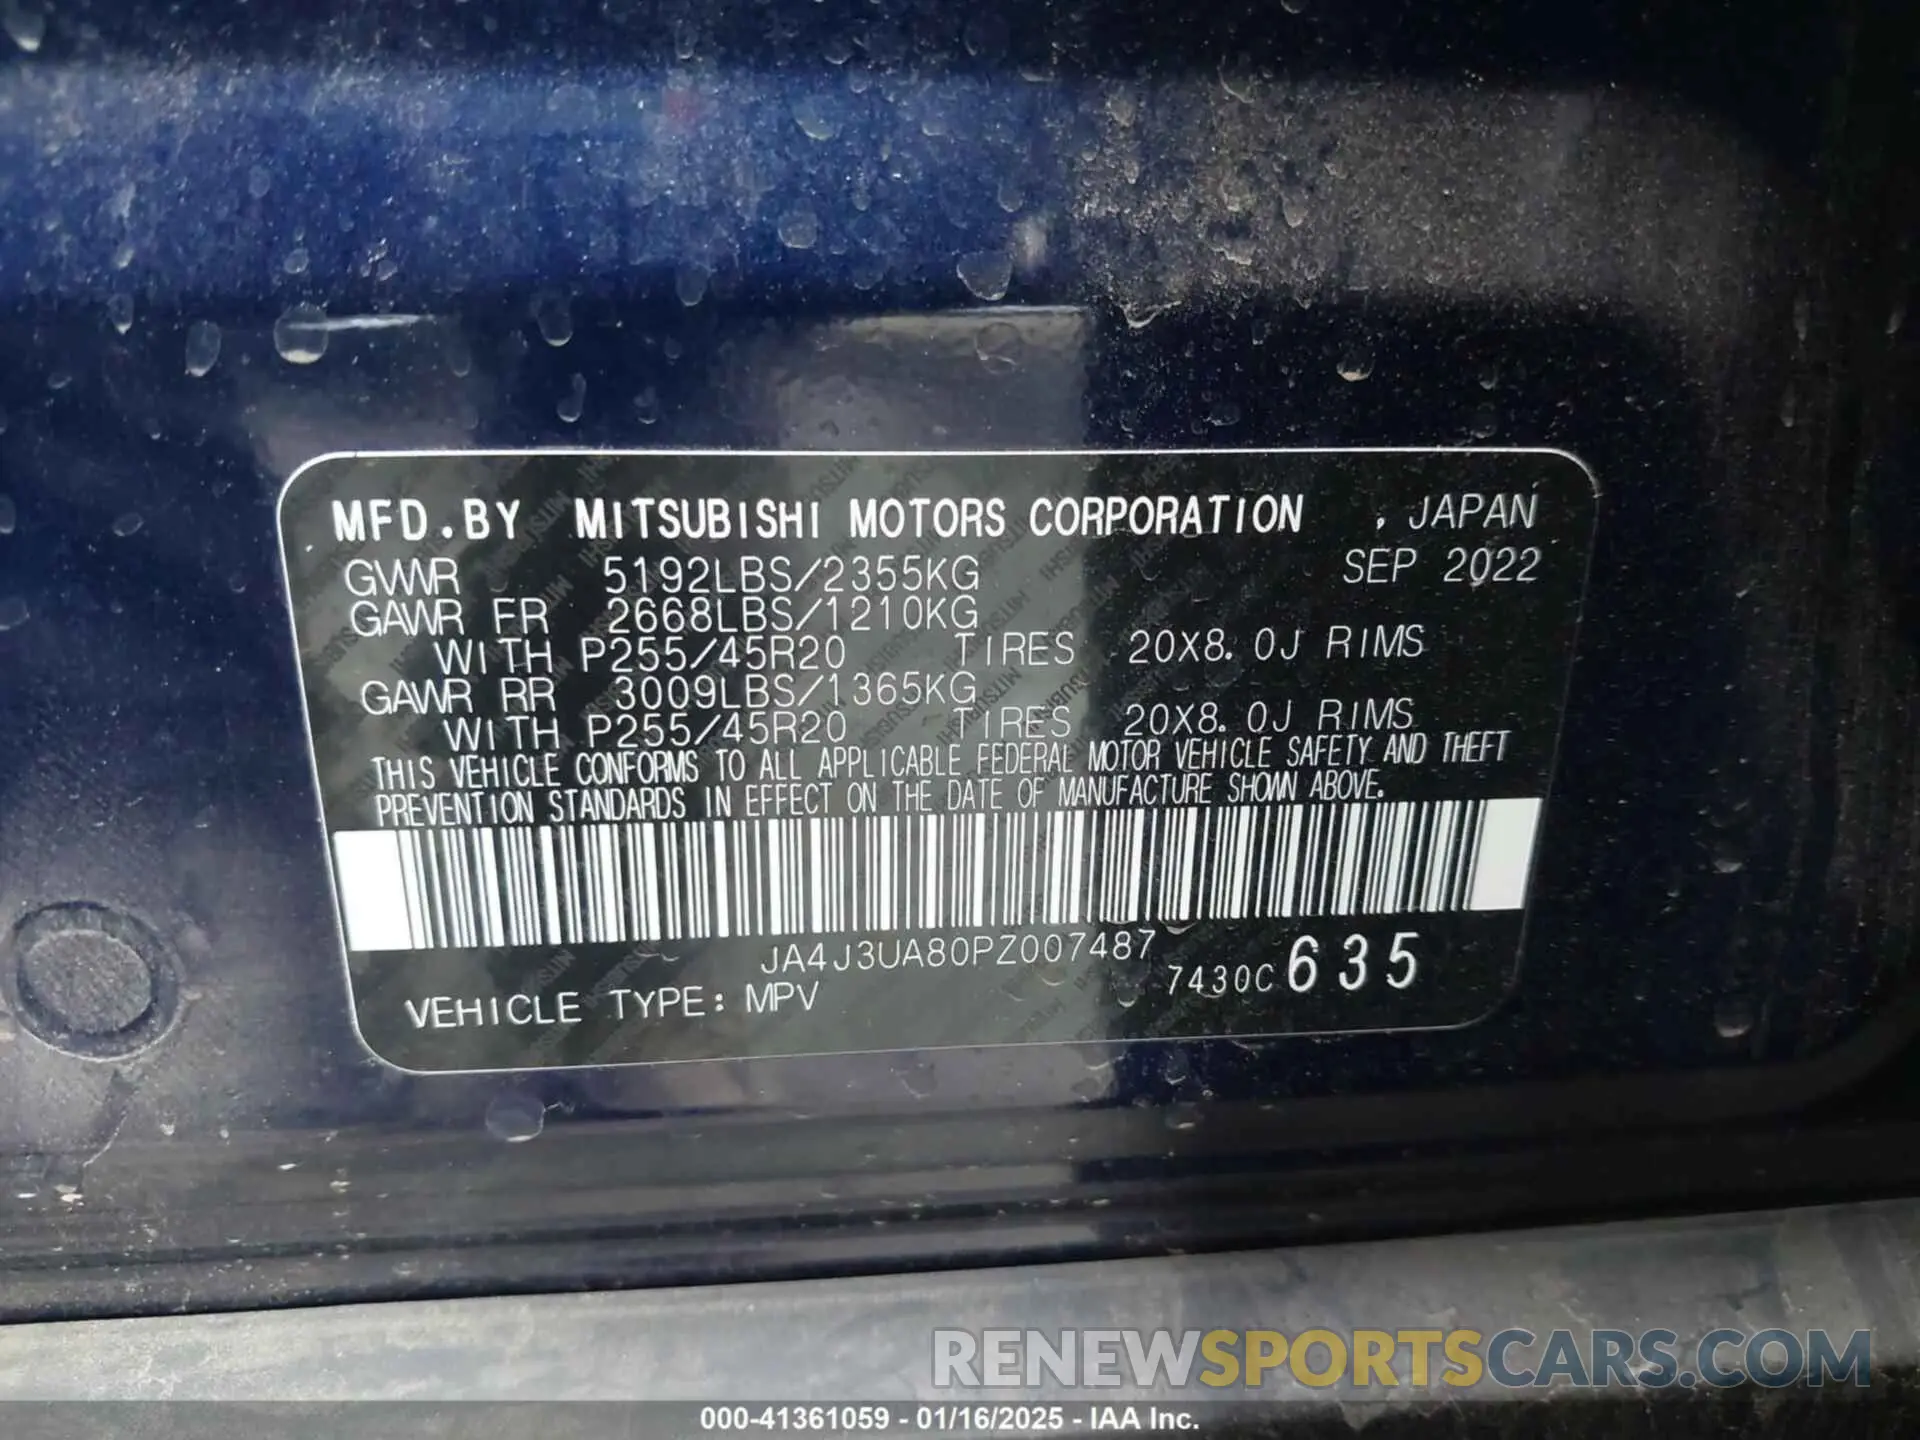 MFD.BY MITSUBISHI MOTORS CORPORATION , JAPAN
GVWR 5192LBS/2355KG SEP 2022
GAWR FR 2668LBS/1210KG
WITH P255/45R20 TIRES 20X8.0J RIMS
GAWR RR 3009LBS/1365KG
WITH P255/45R20 TIRES 20X8.0J RIMS
THIS VEHICLE CONFORMS TO ALL APPLICABLE FEDERAL MOTOR VEHICLE SAFETY AND THEFT
PREVENTION STANDARDS IN EFFECT ON THE DATE OF MANUFACTURE SHOWN ABOVE.
JA4J3UA80PZ007487
7430C 635
VEHICLE TYPE: MPV
RENEWSPORTSCARS.COM
000-41361059 - 01/16/2025 - IAA Inc.